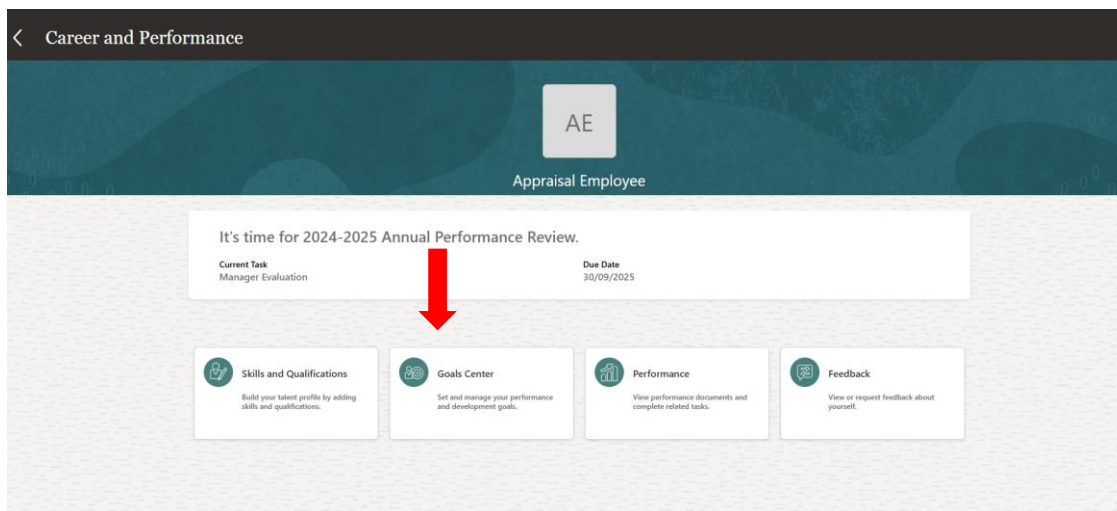 Career and Performance
AE
Appraisal Employee
It's time for 2024-2025 Annual Performance Review.
Current Task
Manager Evaluation
Due Date
30/09/2025
Skills and Qualifications
Build your talent profile by adding
skills and qualifications.
Goals Center
Set and manage your performance
and development goals.
Performance
View performance documents and
complete related tasks.
Feedback
View or request feedback about
yourself.